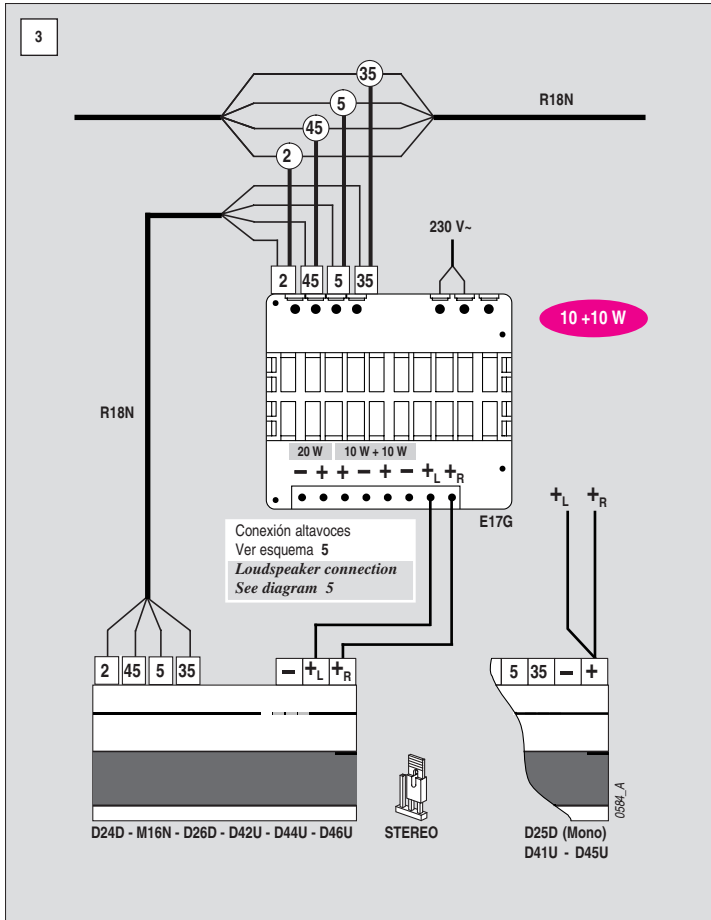 3
35
R18N
5
45
2
230 V~
2 45 5 35
10 +10 W
R18N
20 W 10 W + 10 W
− + + − + − +L +R
E17G
+L +R
Conexión altavoces
Ver esquema 5
Loudspeaker connection
See diagram 5
2 45 5 35 − +L +R
5 35 − +
0584_A
D24D - M16N - D26D - D42U - D44U - D46U
STEREO
D25D (Mono)
D41U - D45U